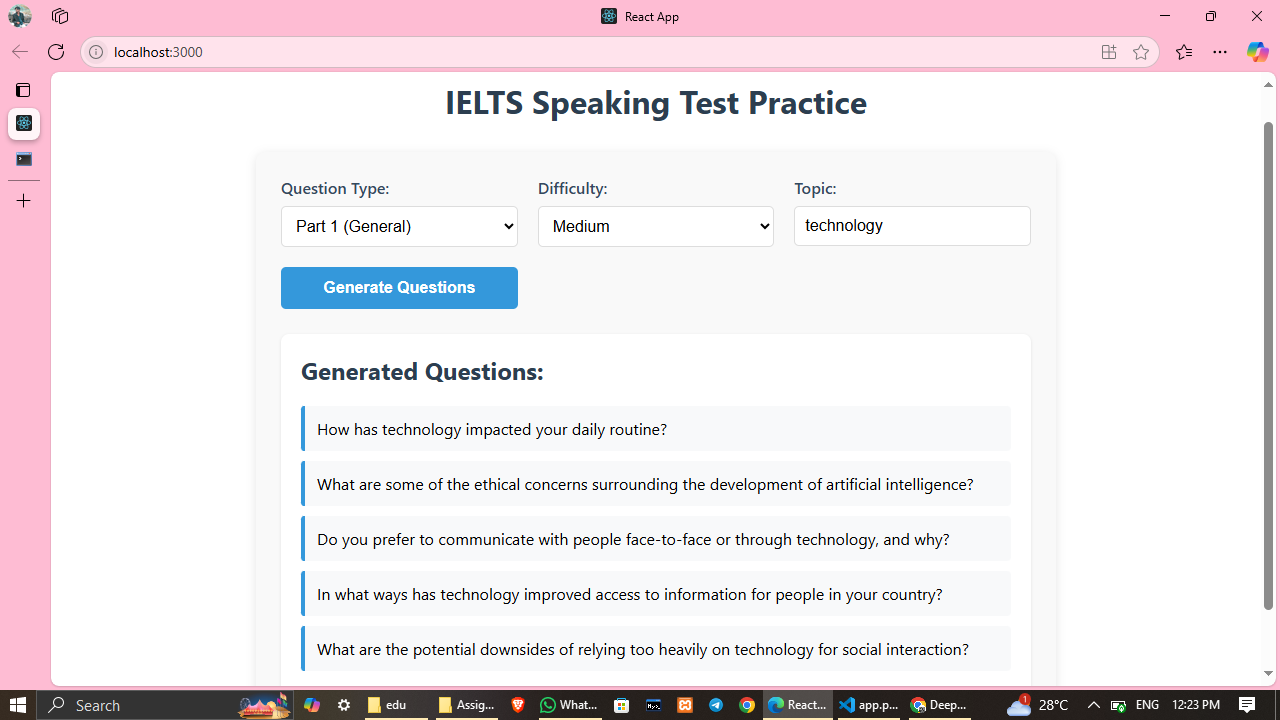 React App
localhost:3000
IELTS Speaking Test Practice
Question Type: Difficulty: Topic:
Part 1 (General) Medium technology
Generate Questions
Generated Questions:
How has technology impacted your daily routine?
What are some of the ethical concerns surrounding the development of artificial intelligence?
Do you prefer to communicate with people face-to-face or through technology, and why?
In what ways has technology improved access to information for people in your country?
What are the potential downsides of relying too heavily on technology for social interaction?
Search edu Assig... What... React... app.p... Deep... 1 28°C ENG 12:23 PM